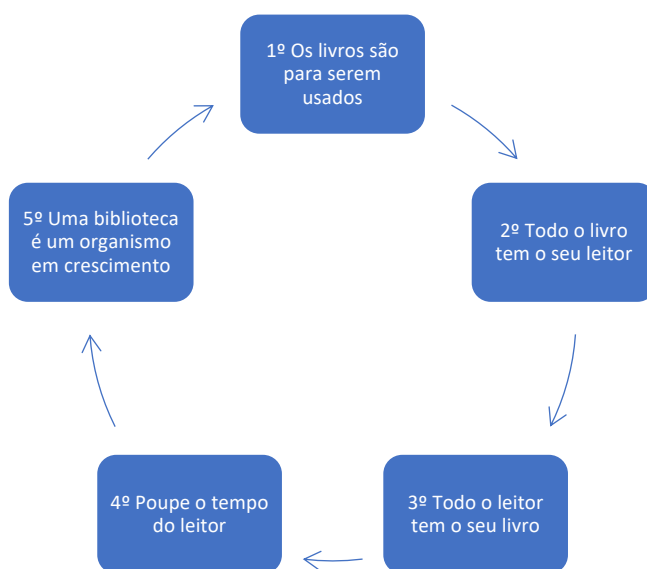 1º Os livros são
para serem
usados
2º Todo o livro
tem o seu leitor
3º Todo o leitor
tem o seu livro
4º Poupe o tempo
do leitor
5º Uma biblioteca
é um organismo
em crescimento